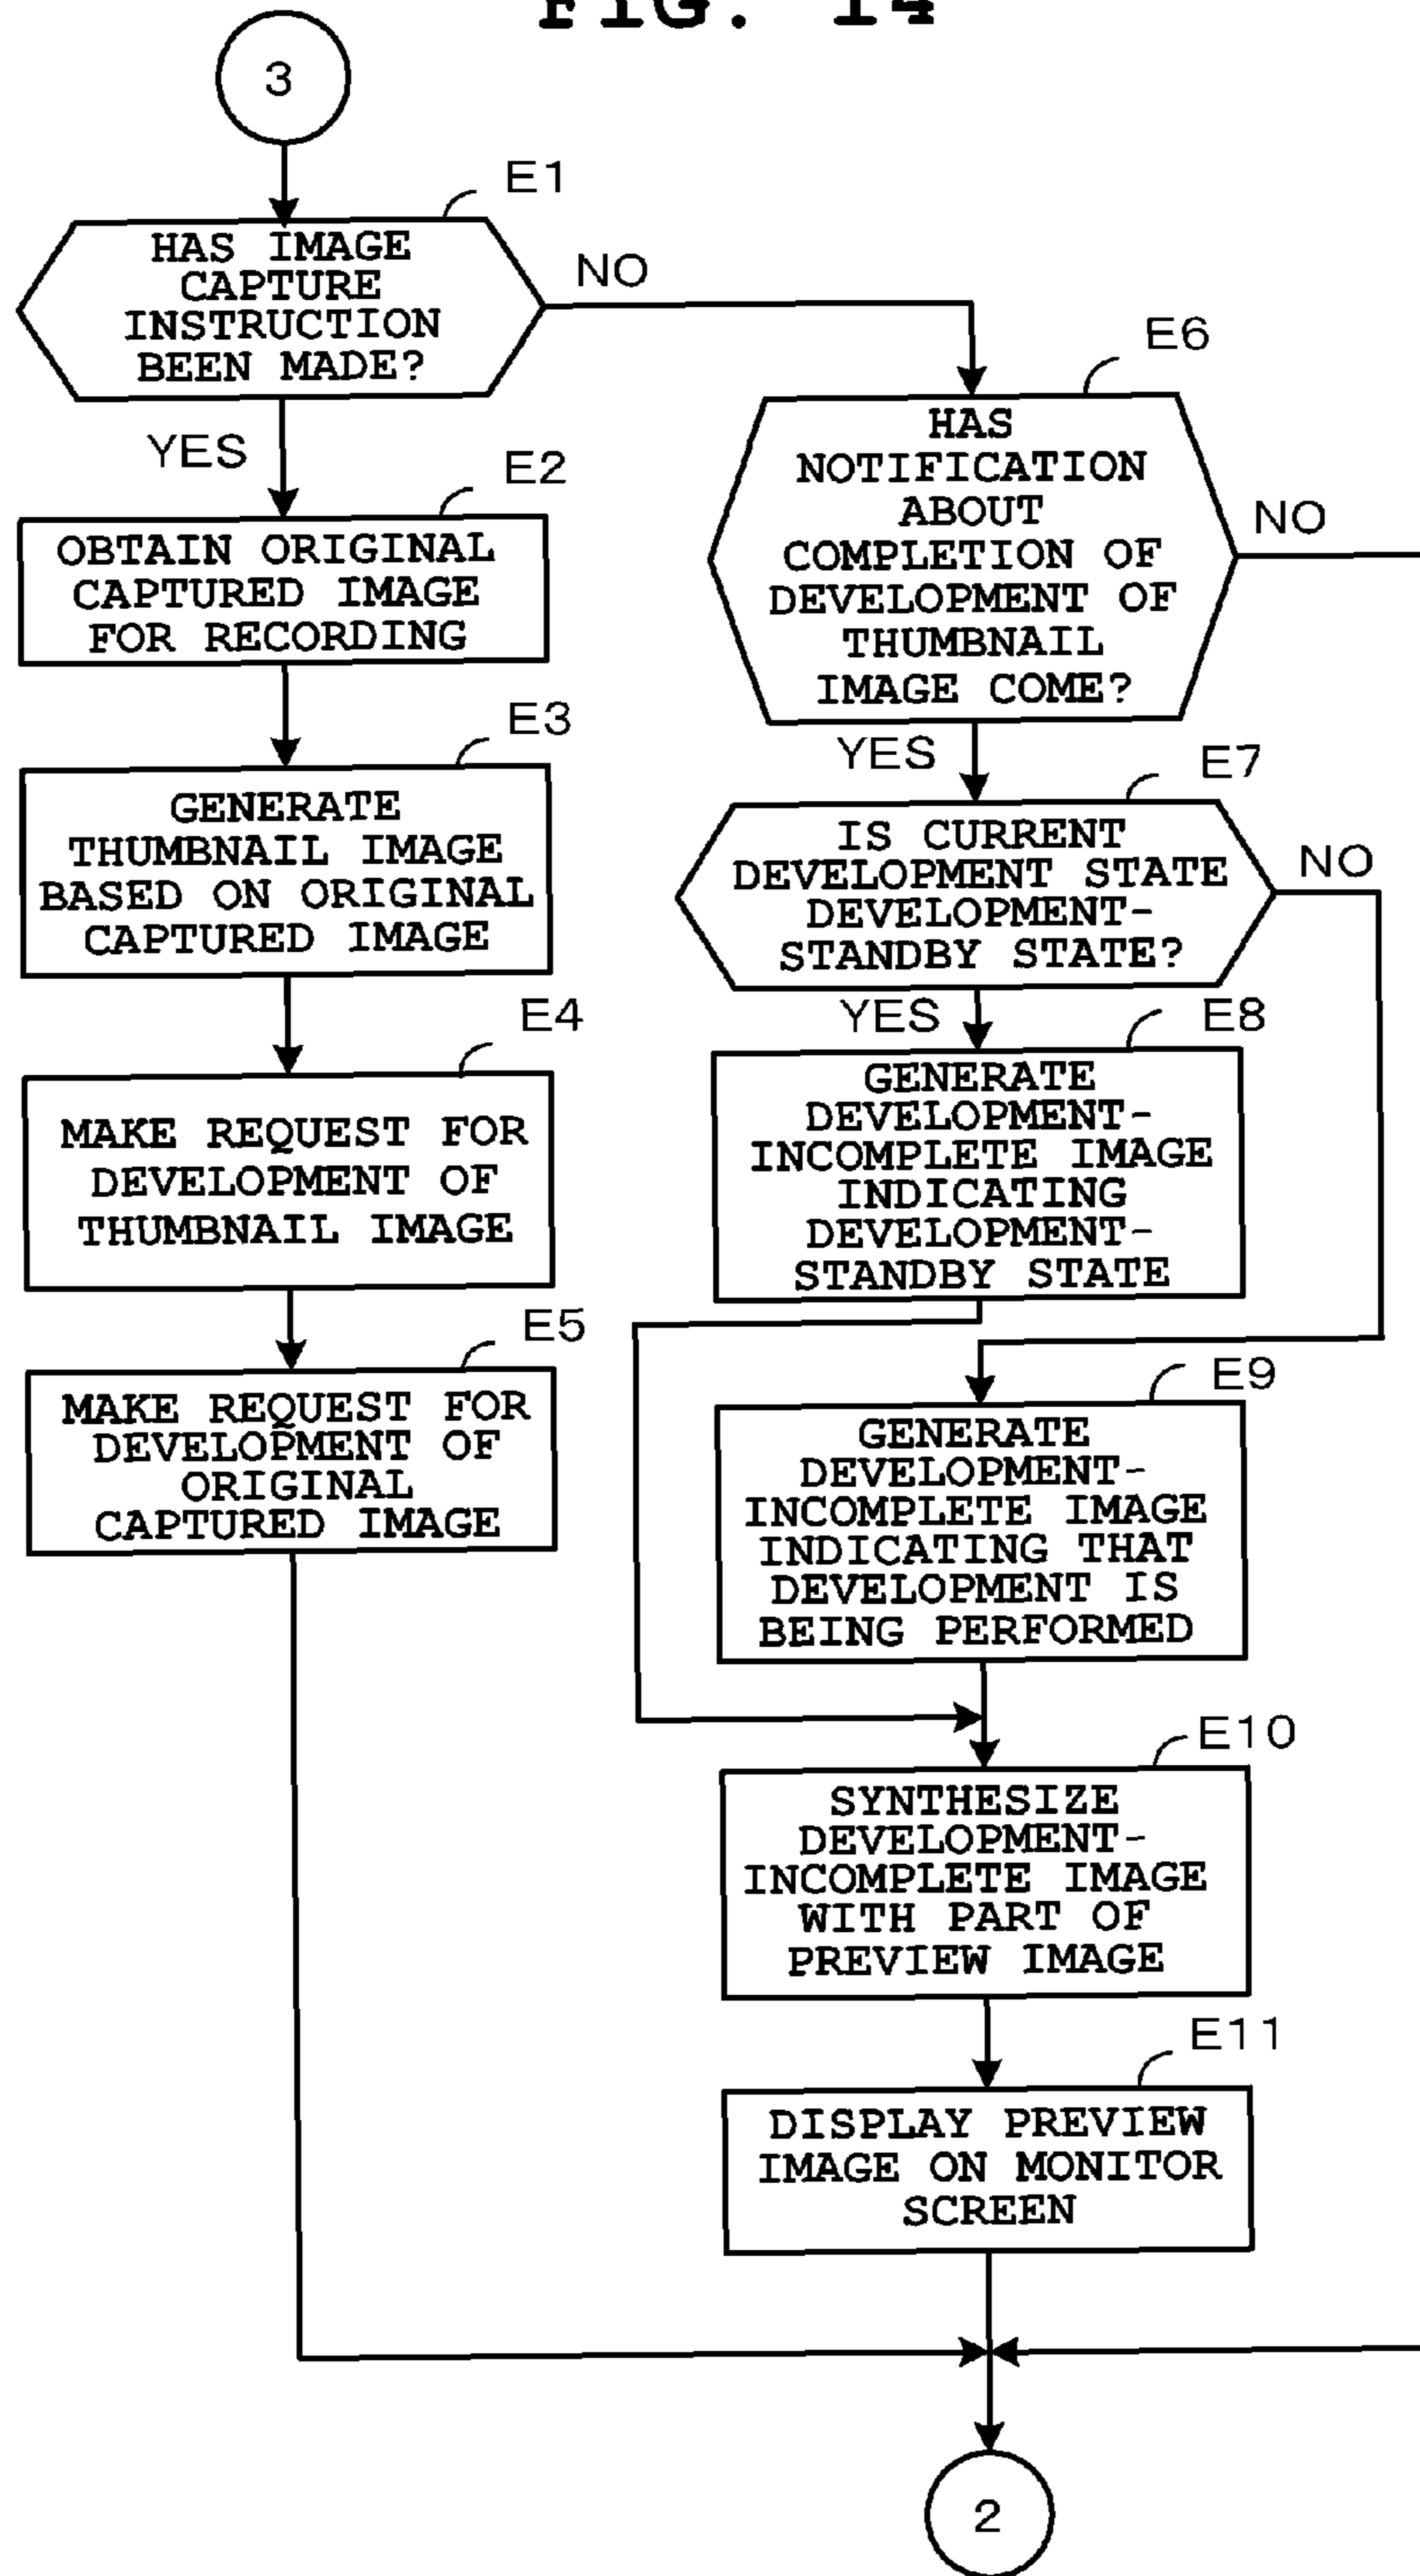 FIG. 14
3
E1
HAS IMAGE
CAPTURE
INSTRUCTION
BEEN MADE?
NO
YES
E2
OBTAIN ORIGINAL
CAPTURED IMAGE
FOR RECORDING
E3
GENERATE
THUMBNAIL IMAGE
BASED ON ORIGINAL
CAPTURED IMAGE
E4
MAKE REQUEST FOR
DEVELOPMENT OF
THUMBNAIL IMAGE
E5
MAKE REQUEST FOR
DEVELOPMENT OF
ORIGINAL
CAPTURED IMAGE
E6
HAS
NOTIFICATION
ABOUT
COMPLETION OF
DEVELOPMENT OF
THUMBNAIL
IMAGE COME?
NO
YES
E7
IS CURRENT
DEVELOPMENT STATE
DEVELOPMENT-
STANDBY STATE?
NO
YES
E8
GENERATE
DEVELOPMENT-
INCOMPLETE IMAGE
INDICATING
DEVELOPMENT-
STANDBY STATE
E9
GENERATE
DEVELOPMENT-
INCOMPLETE IMAGE
INDICATING THAT
DEVELOPMENT IS
BEING PERFORMED
E10
SYNTHESIZE
DEVELOPMENT-
INCOMPLETE IMAGE
WITH PART OF
PREVIEW IMAGE
E11
DISPLAY PREVIEW
IMAGE ON MONITOR
SCREEN
2